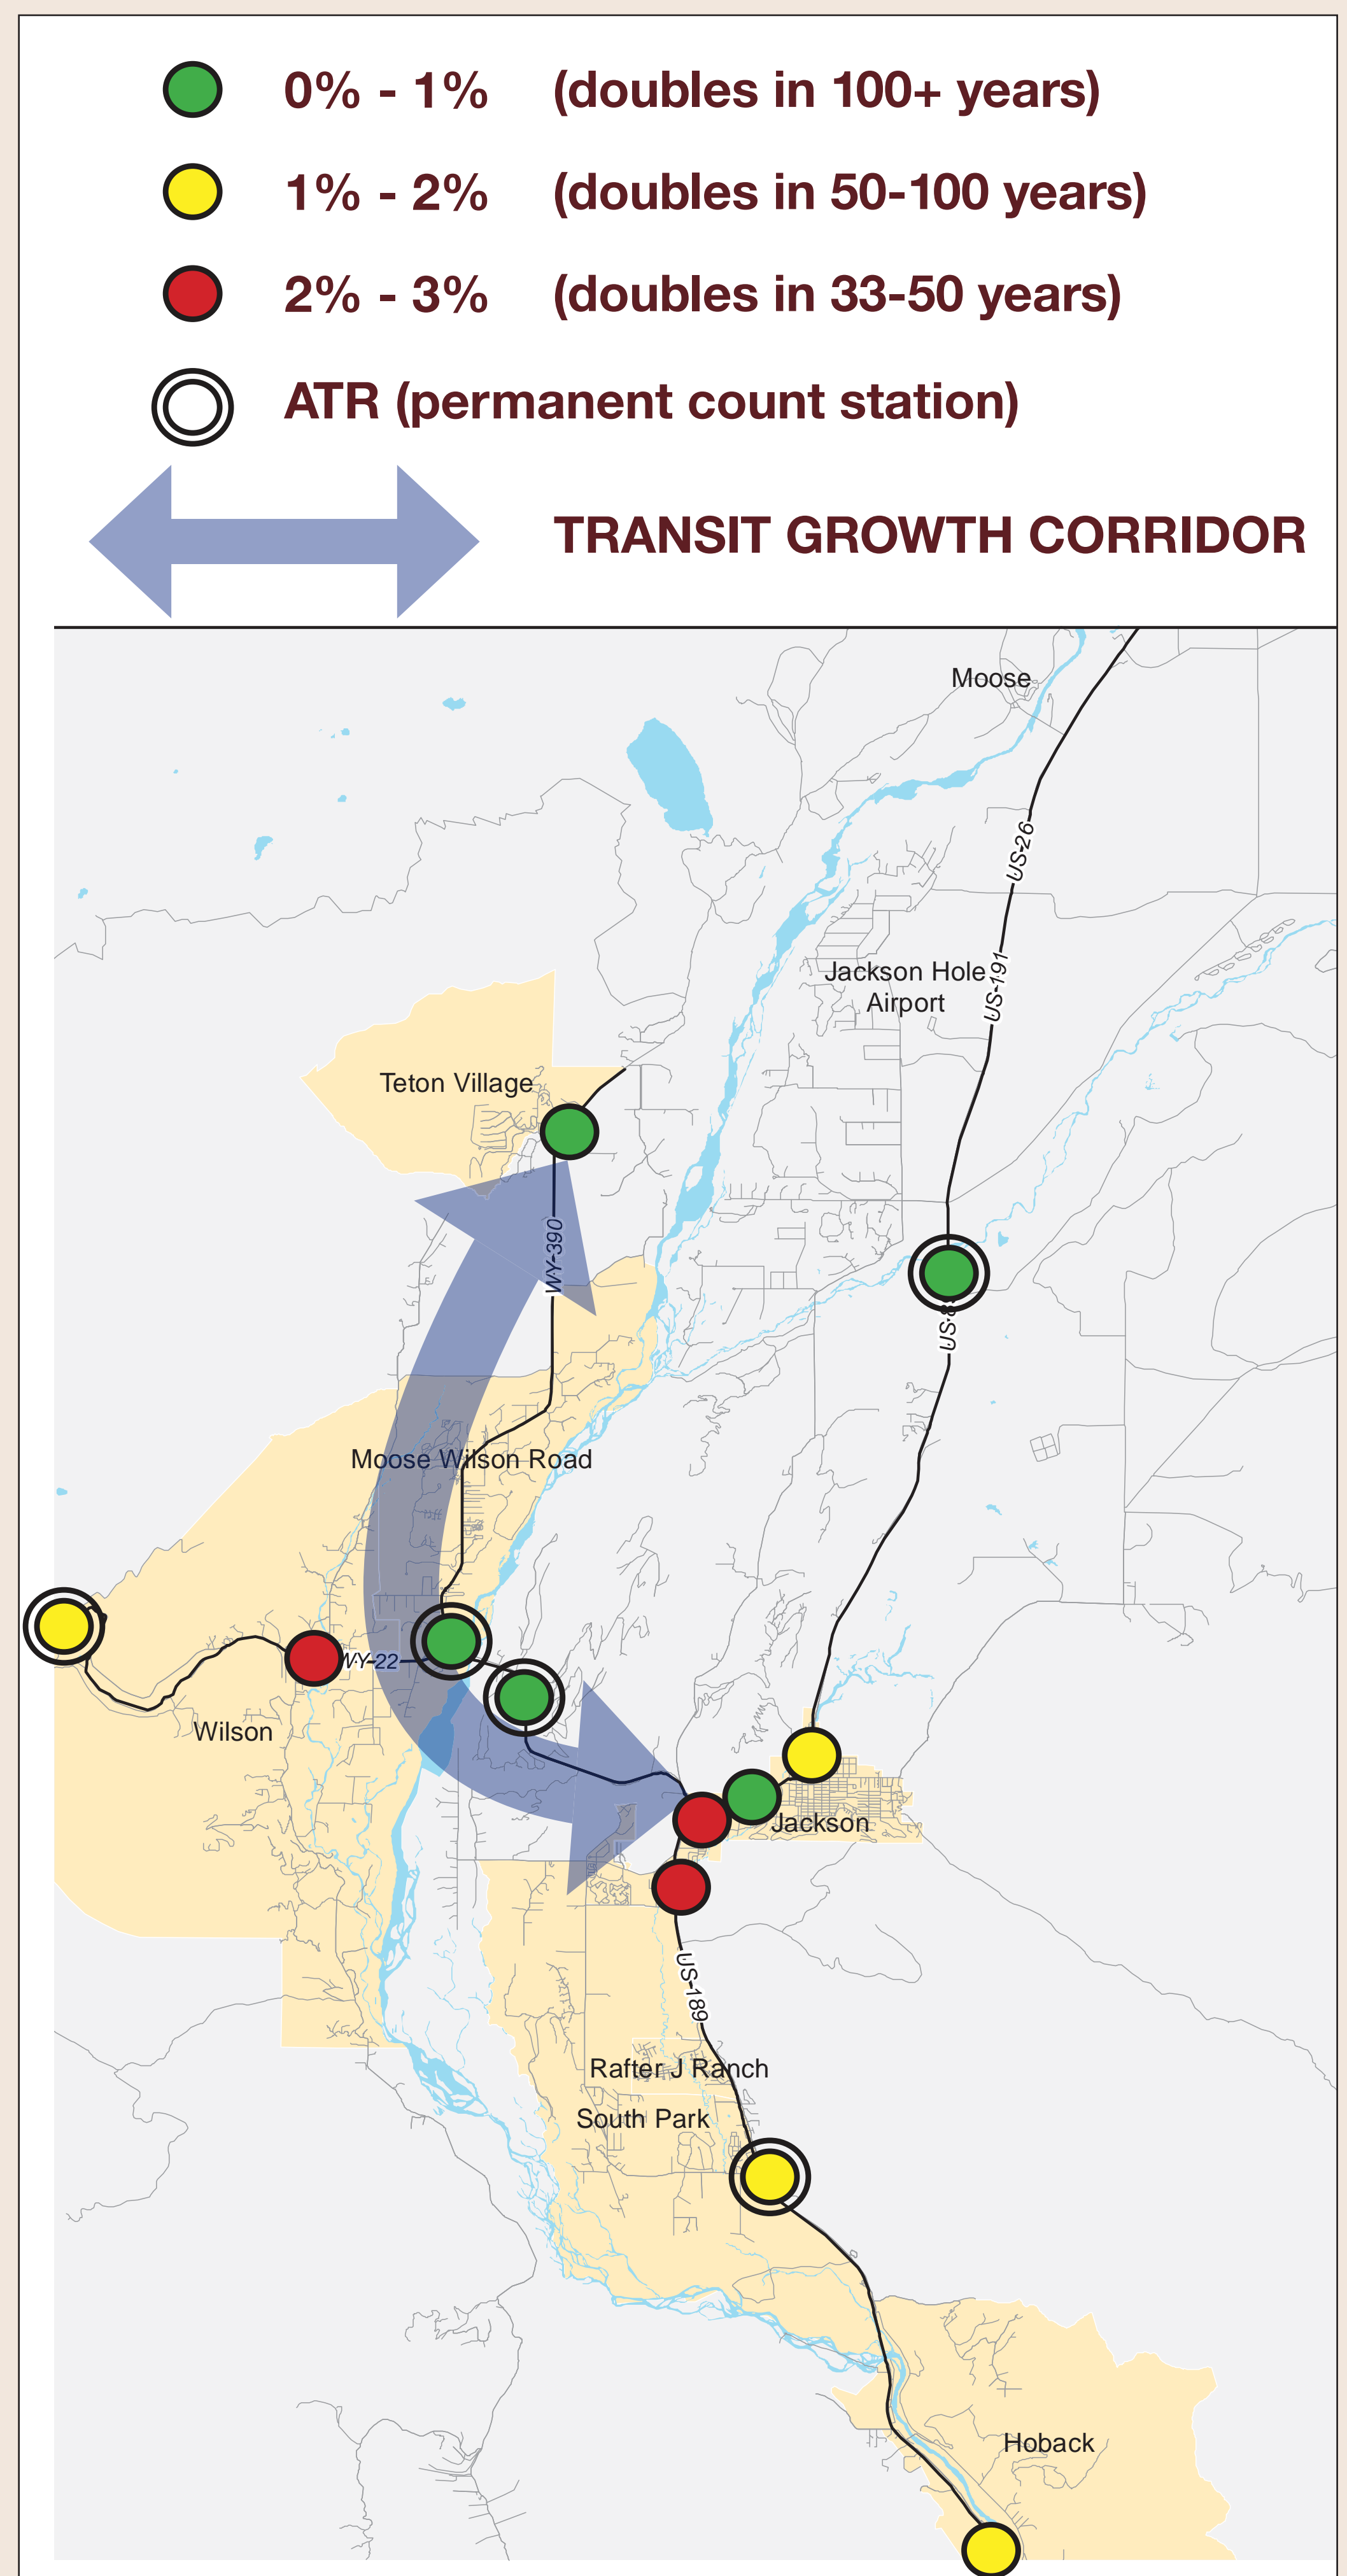 0% - 1% (doubles in 100+ years)
1% - 2% (doubles in 50-100 years)
2% - 3% (doubles in 33-50 years)
ATR (permanent count station)
TRANSIT GROWTH CORRIDOR
Moose
US-26
Jackson Hole
Airport
US-191
Teton Village
WY-390
Moose Wilson Road
WY-22
Wilson
Jackson
US-189
Rafter J Ranch
South Park
Hoback